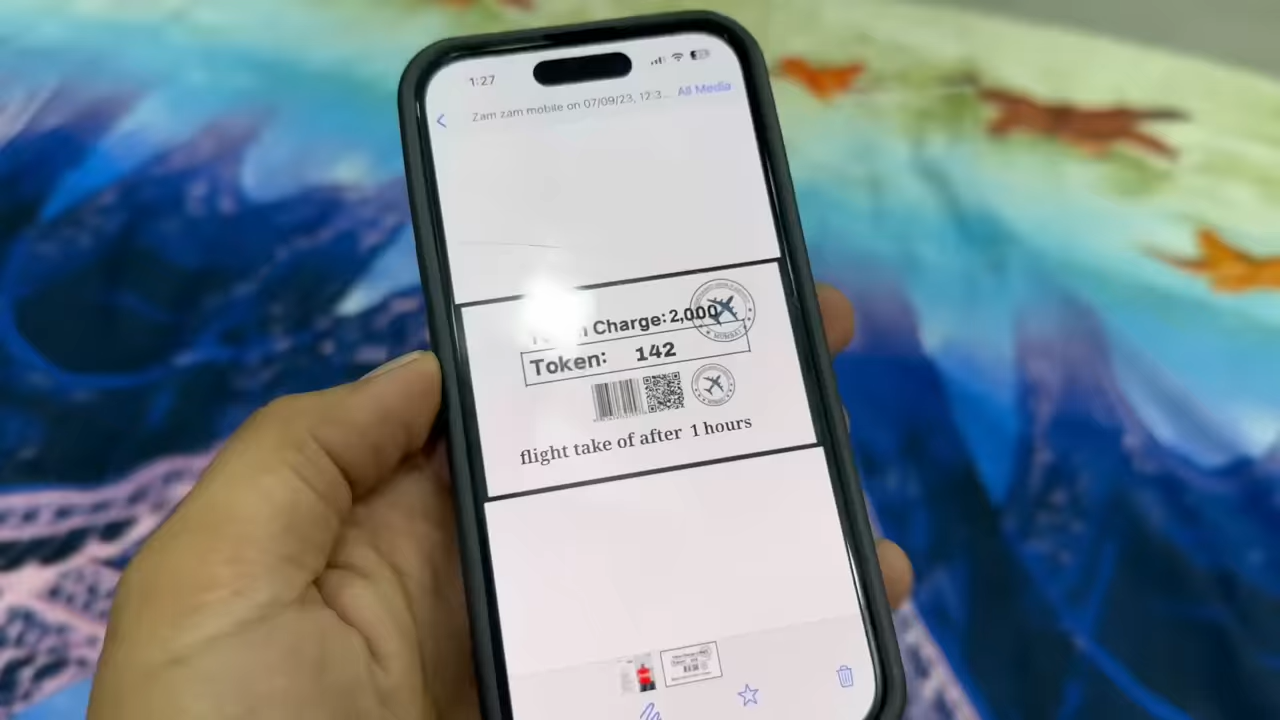 1:27
Zam zam mobile on 07/09/23, 12:3... All Media
Charge: 2,000
MUMBAI
Token: 142
flight take of after 1 hours